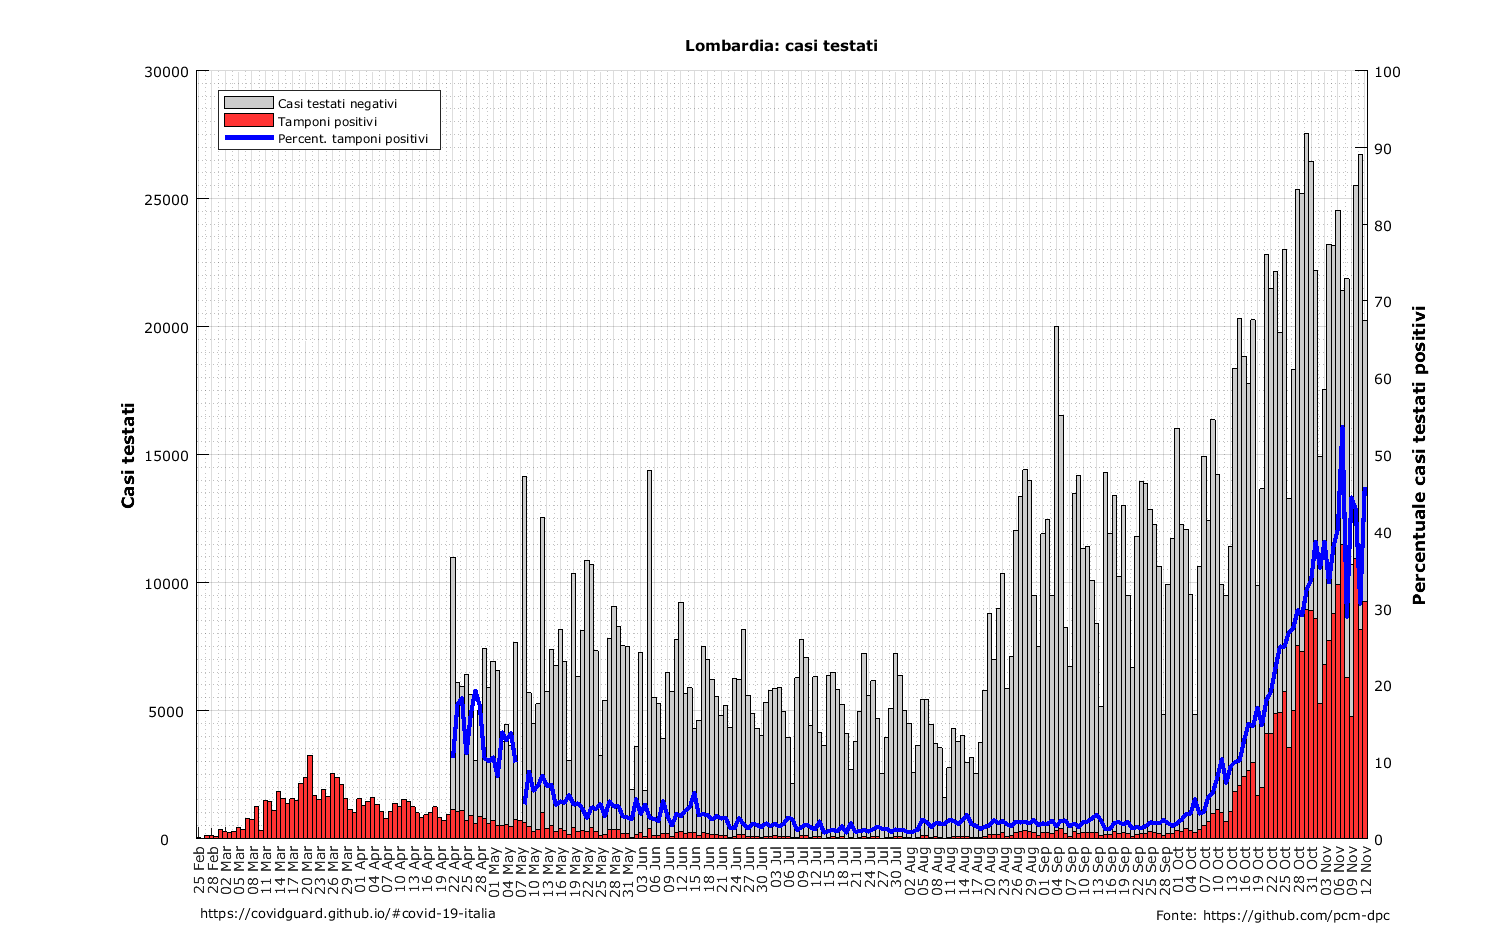 Lombardia: casi testati
30000
25000
20000
15000
10000
5000
0
Casi testati
Casi testati negativi
Tamponi positivi
Percent. tamponi positivi
100
90
80
70
60
50
40
30
20
10
0
Percentuale casi testati positivi
25 Feb
28 Feb
02 Mar
05 Mar
08 Mar
11 Mar
14 Mar
17 Mar
20 Mar
23 Mar
26 Mar
29 Mar
01 Apr
04 Apr
07 Apr
10 Apr
13 Apr
16 Apr
19 Apr
22 Apr
25 Apr
28 Apr
01 May
04 May
07 May
10 May
13 May
16 May
19 May
22 May
25 May
28 May
31 May
03 Jun
06 Jun
09 Jun
12 Jun
15 Jun
18 Jun
21 Jun
24 Jun
27 Jun
30 Jun
03 Jul
06 Jul
09 Jul
12 Jul
15 Jul
18 Jul
21 Jul
24 Jul
27 Jul
30 Jul
02 Aug
05 Aug
08 Aug
11 Aug
14 Aug
17 Aug
20 Aug
23 Aug
26 Aug
29 Aug
01 Sep
04 Sep
07 Sep
10 Sep
13 Sep
16 Sep
19 Sep
22 Sep
25 Sep
28 Sep
01 Oct
04 Oct
07 Oct
10 Oct
13 Oct
16 Oct
19 Oct
22 Oct
25 Oct
28 Oct
31 Oct
03 Nov
06 Nov
09 Nov
12 Nov
https://covidguard.github.io/#covid-19-italia
Fonte: https://github.com/pcm-dpc